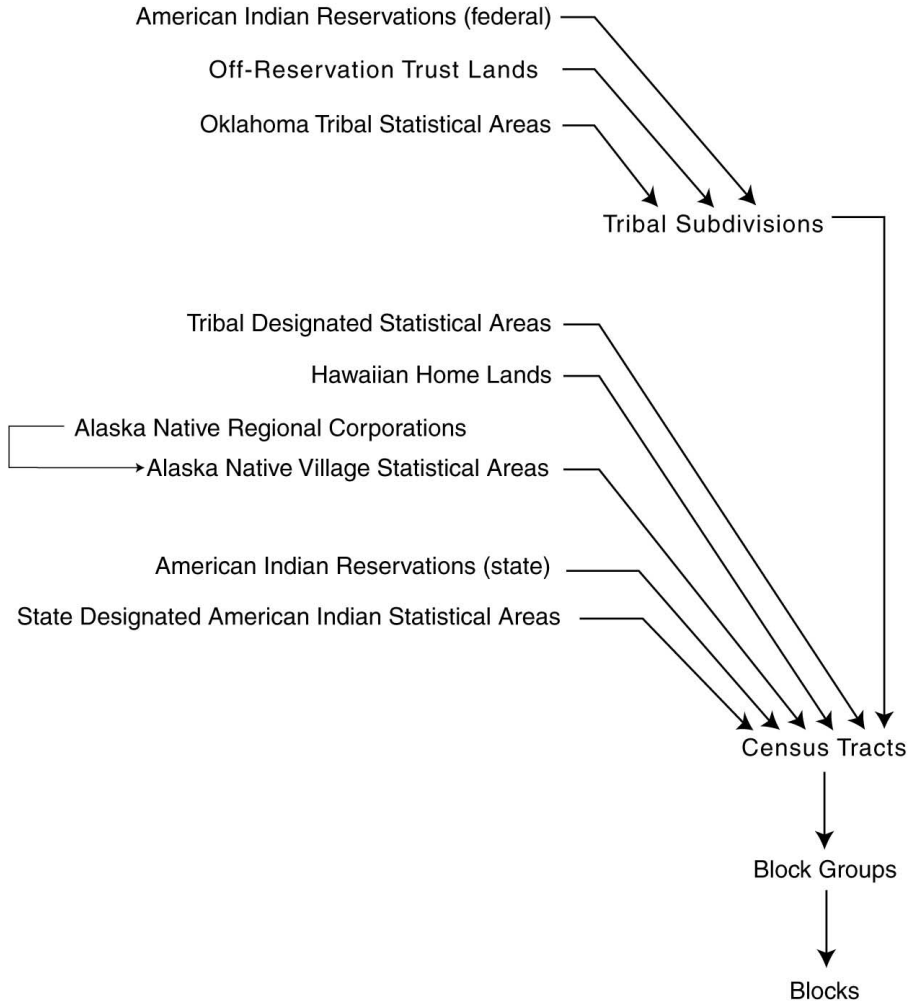 American Indian Reservations (federal)
Off-Reservation Trust Lands
Oklahoma Tribal Statistical Areas
Tribal Subdivisions
Tribal Designated Statistical Areas
Hawaiian Home Lands
Alaska Native Regional Corporations
Alaska Native Village Statistical Areas
American Indian Reservations (state)
State Designated American Indian Statistical Areas
Census Tracts
Block Groups
Blocks